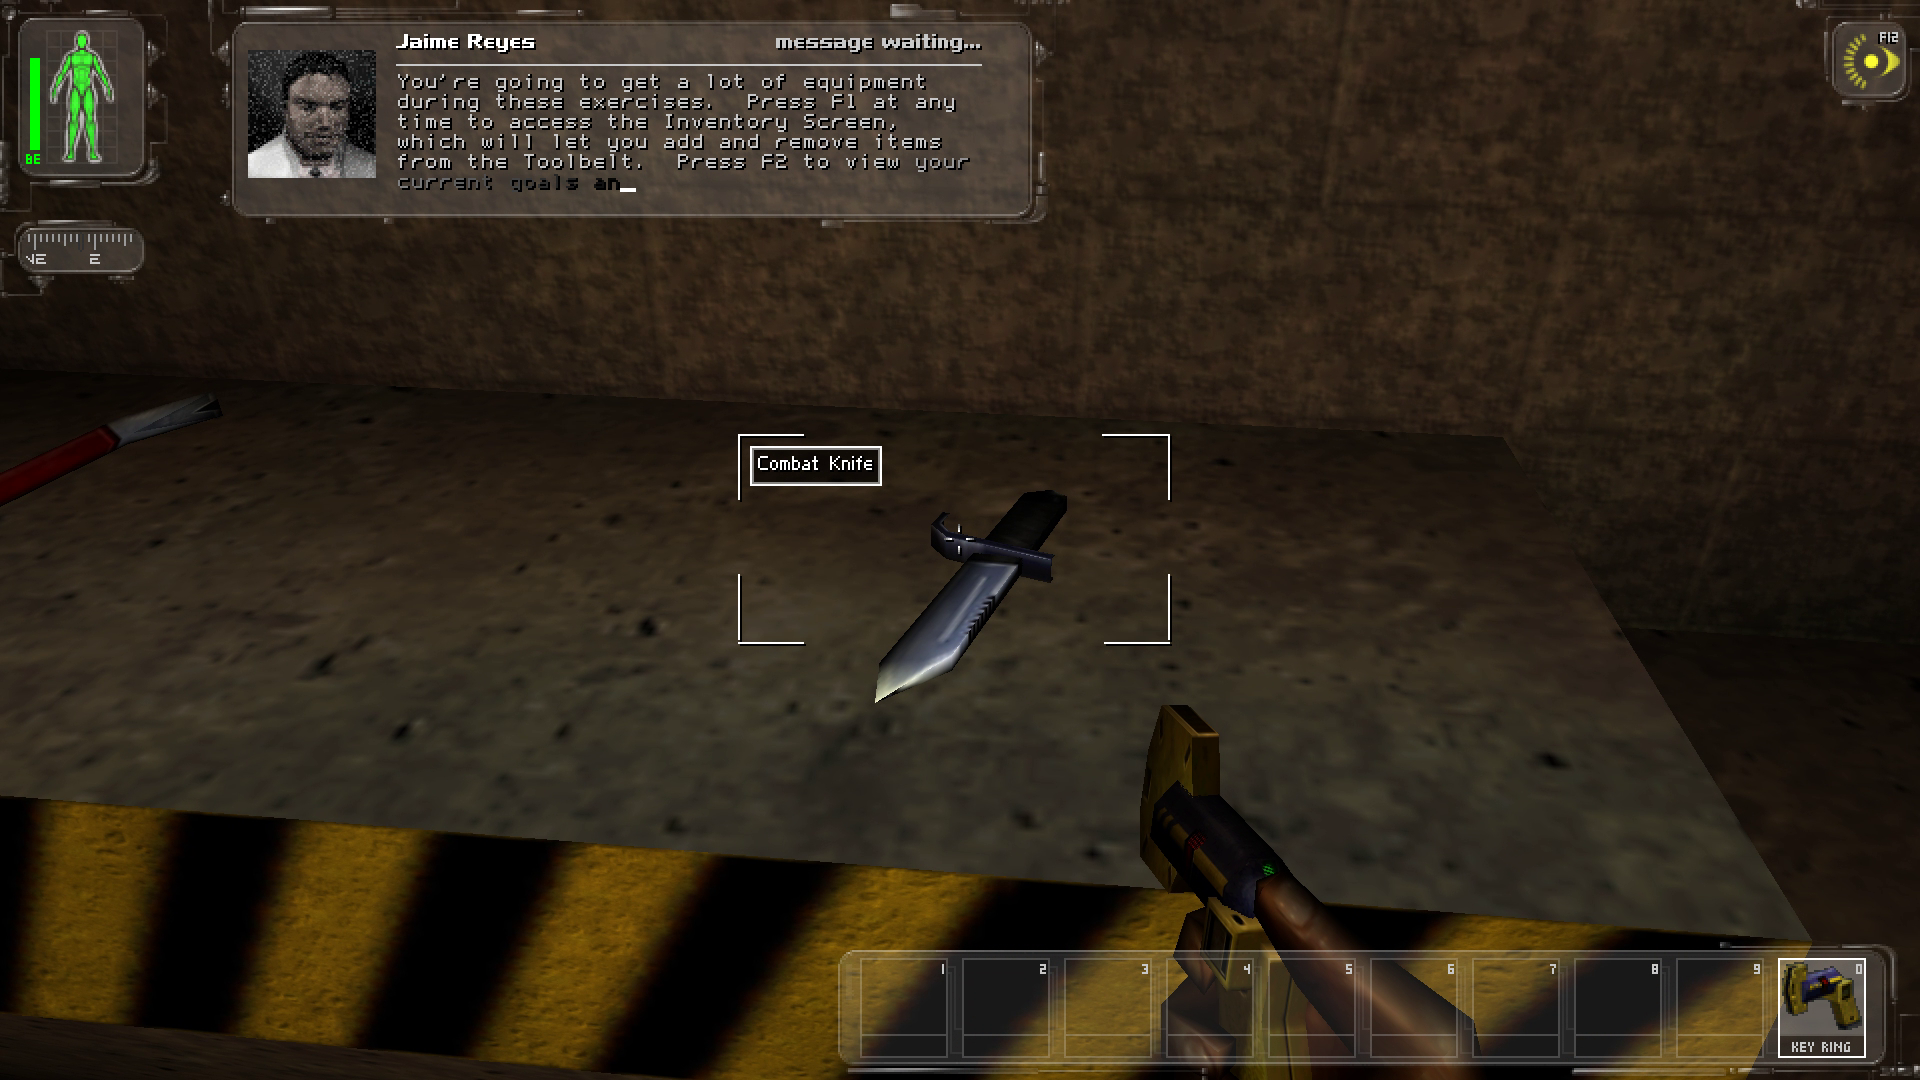 Jaime Reyes
message waiting...
You're going to get a lot of equipment
during these exercises. Press F1 at any
time to access the Inventory Screen,
which will let you add and remove items
from the Toolbelt. Press F2 to view your
current goals an
F12
BE
NE E
Combat Knife
1 2 3 4 5 6 7 8 9 0
KEY RING